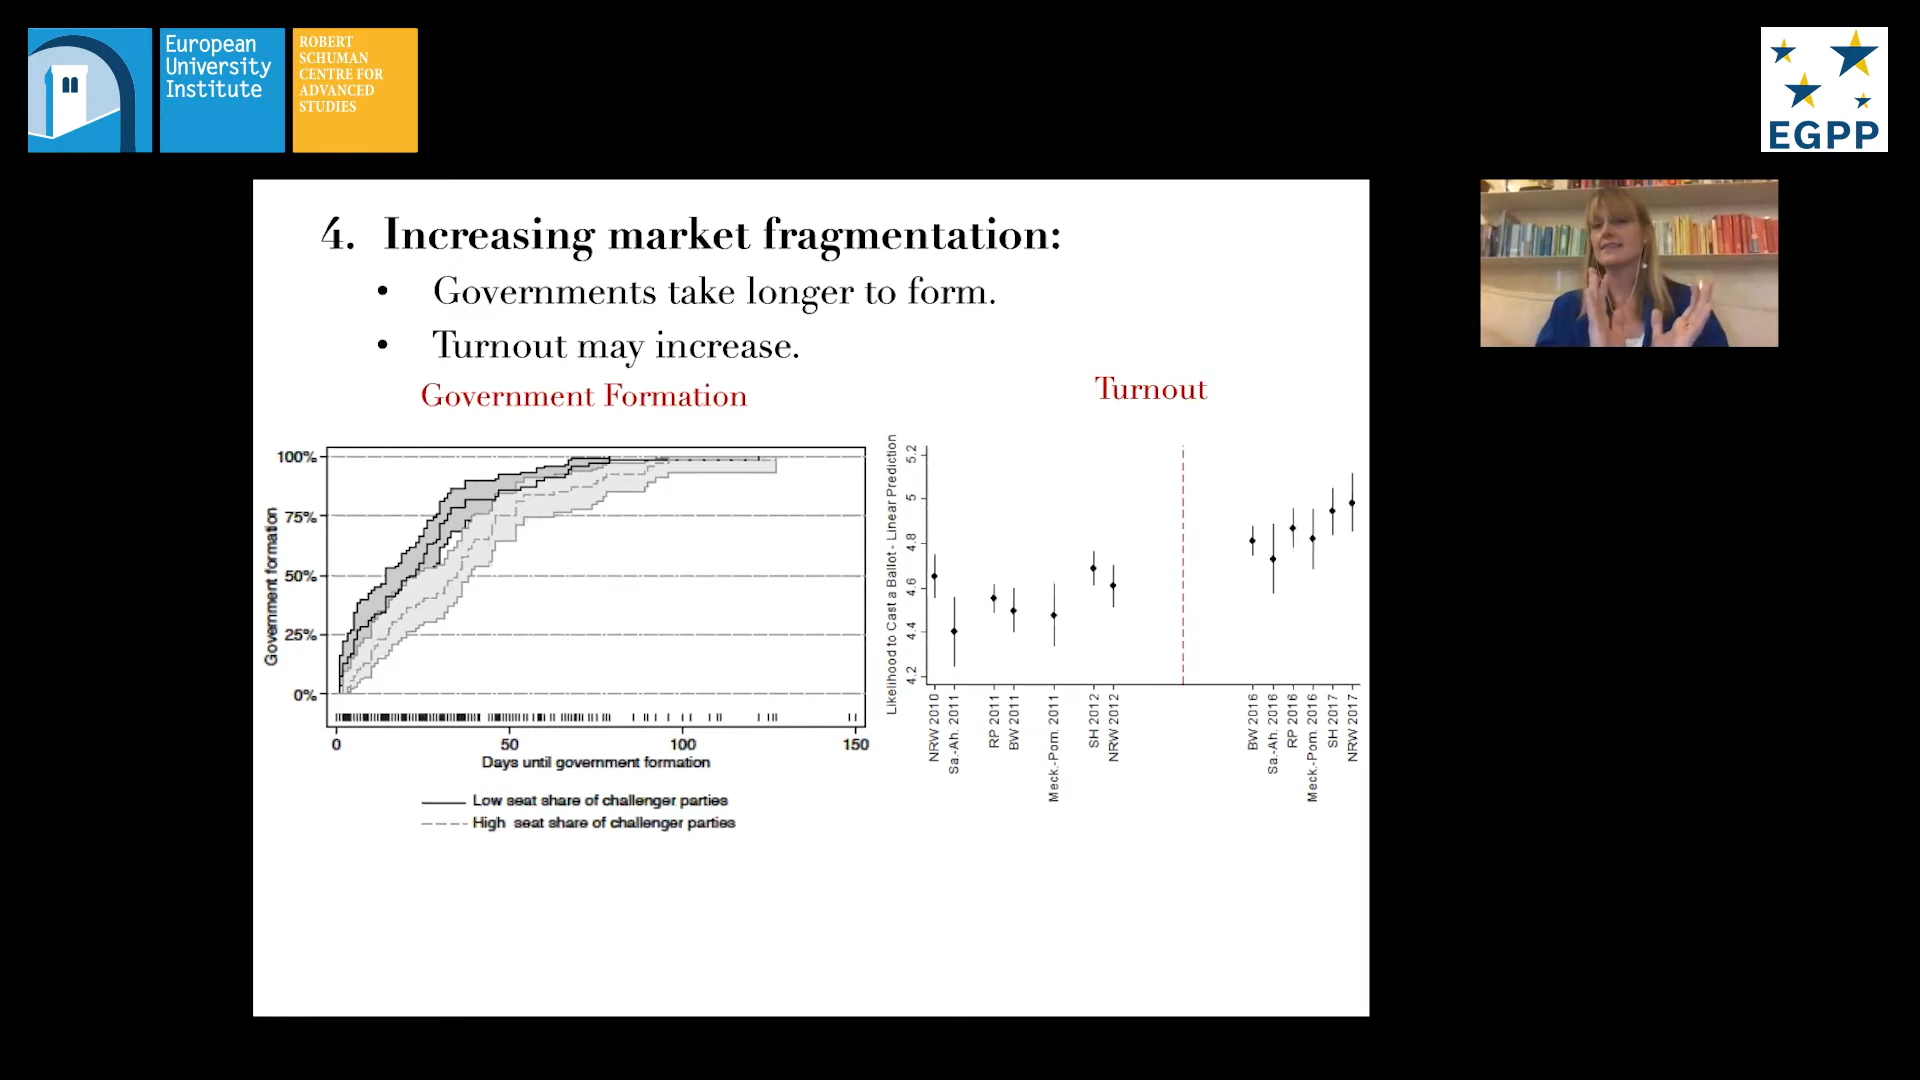 European
University
Institute
ROBERT
SCHUMAN
CENTRE FOR
ADVANCED
STUDIES
EGPP
4. Increasing market fragmentation:
• Governments take longer to form.
• Turnout may increase.
Government Formation
Turnout
Government formation
100%
75%
50%
25%
0%
0 50 100 150
Days until government formation
Low seat share of challenger parties
High seat share of challenger parties
Likelihood to Cast a Ballot - Linear Prediction
5.2
5
4.8
4.6
4.4
4.2
NRW 2010
Sa.-Ah. 2011
RP 2011
BW 2011
Meck.-Pom. 2011
SH 2012
NRW 2012
BW 2016
Sa.-Ah. 2016
RP 2016
Meck.-Pom. 2016
SH 2017
NRW 2017